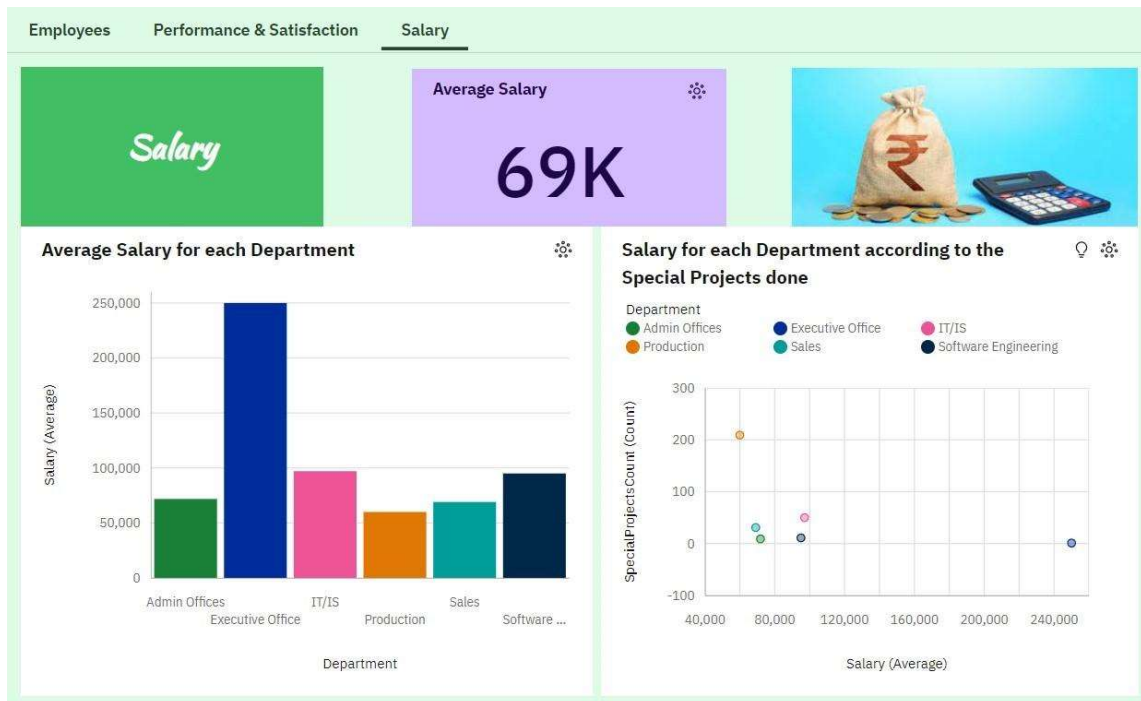 Employees Performance & Satisfaction Salary
Salary
Average Salary
69K
₹
Average Salary for each Department
Salary (Average)
250,000
200,000
150,000
100,000
50,000
0
Admin Offices
Executive Office
IT/IS
Production
Sales
Software ...
Department
Salary for each Department according to the
Special Projects done
Department
Admin Offices Executive Office IT/IS
Production Sales Software Engineering
SpecialProjectsCount (Count)
300
200
100
0
-100
40,000 80,000 120,000 160,000 200,000 240,000
Salary (Average)